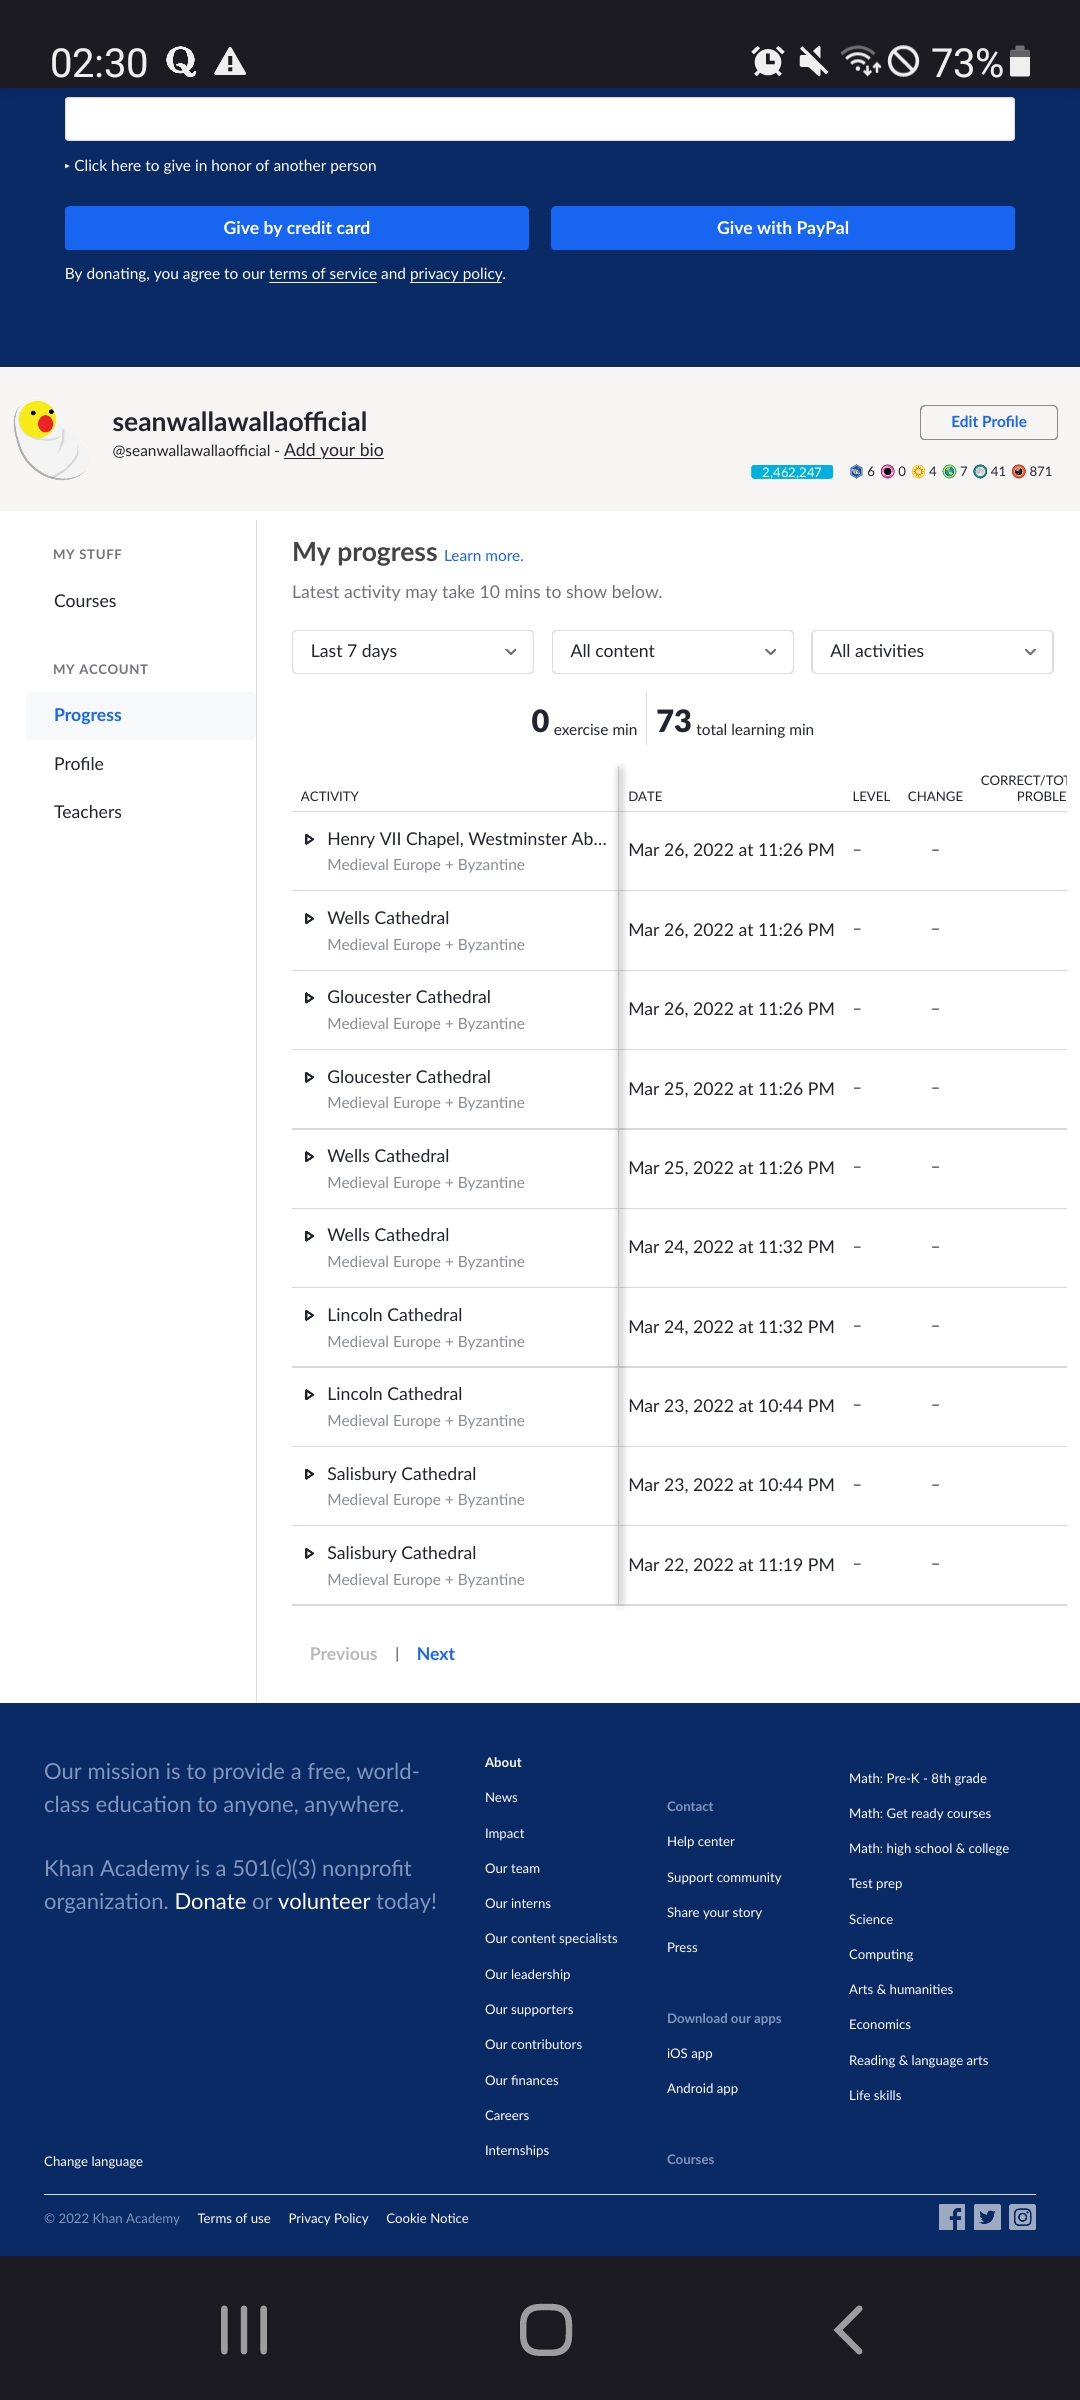 02:30
73%
Click here to give in honor of another person
Give by credit card
Give with PayPal
By donating, you agree to our terms of service and privacy policy.
seanwallawallaofficial
@seanwallawallaofficial - Add your bio
Edit Profile
2,462,247 6 0 4 7 41 871
MY STUFF
Courses
MY ACCOUNT
Progress
Profile
Teachers
My progress Learn more.
Latest activity may take 10 mins to show below.
Last 7 days
All content
All activities
0 exercise min
73 total learning min
ACTIVITY DATE LEVEL CHANGE CORRECT/TOT
PROBLE
Henry VII Chapel, Westminster Ab...
Medieval Europe + Byzantine
Mar 26, 2022 at 11:26 PM – –
Wells Cathedral
Medieval Europe + Byzantine
Mar 26, 2022 at 11:26 PM – –
Gloucester Cathedral
Medieval Europe + Byzantine
Mar 26, 2022 at 11:26 PM – –
Gloucester Cathedral
Medieval Europe + Byzantine
Mar 25, 2022 at 11:26 PM – –
Wells Cathedral
Medieval Europe + Byzantine
Mar 25, 2022 at 11:26 PM – –
Wells Cathedral
Medieval Europe + Byzantine
Mar 24, 2022 at 11:32 PM – –
Lincoln Cathedral
Medieval Europe + Byzantine
Mar 24, 2022 at 11:32 PM – –
Lincoln Cathedral
Medieval Europe + Byzantine
Mar 23, 2022 at 10:44 PM – –
Salisbury Cathedral
Medieval Europe + Byzantine
Mar 23, 2022 at 10:44 PM – –
Salisbury Cathedral
Medieval Europe + Byzantine
Mar 22, 2022 at 11:19 PM – –
Previous | Next
Our mission is to provide a free, world-
class education to anyone, anywhere.
Khan Academy is a 501(c)(3) nonprofit
organization. Donate or volunteer today!
Change language
About
News
Impact
Our team
Our interns
Our content specialists
Our leadership
Our supporters
Our contributors
Our finances
Careers
Internships
Contact
Help center
Support community
Share your story
Press
Download our apps
iOS app
Android app
Courses
Math: Pre-K - 8th grade
Math: Get ready courses
Math: high school & college
Test prep
Science
Computing
Arts & humanities
Economics
Reading & language arts
Life skills
© 2022 Khan Academy Terms of use Privacy Policy Cookie Notice